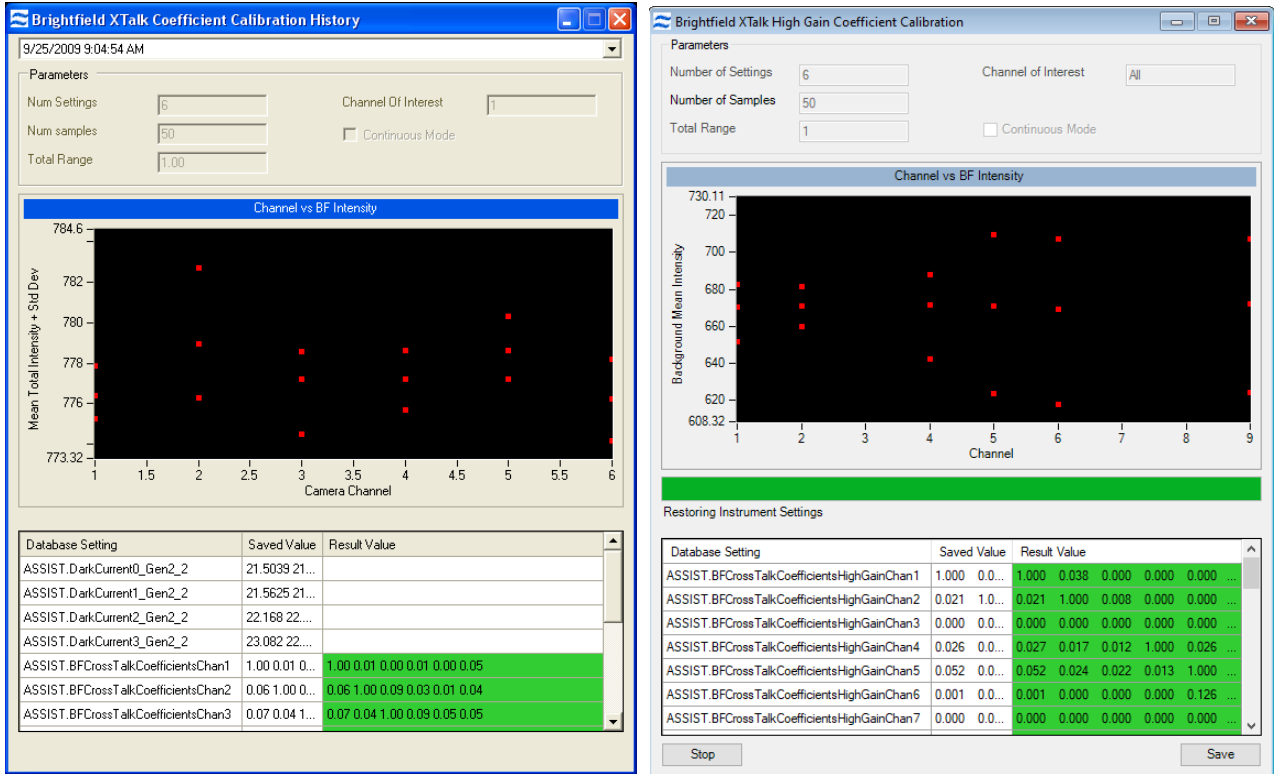 Brightfield XTalk Coefficient Calibration History
9/25/2009 9:04:54 AM
Parameters
Num Settings 6 Channel Of Interest 1
Num samples 50 Continuous Mode
Total Range 1.00
Channel vs BF Intensity
784.6
782
780
778
776
773.32
Mean Total Intensity + Std Dev
1 1.5 2 2.5 3 3.5 4 4.5 5 5.5 6
Camera Channel
Database Setting Saved Value Result Value
ASSIST.DarkCurrent0_Gen2_2 21.5039 21...
ASSIST.DarkCurrent1_Gen2_2 21.5625 21...
ASSIST.DarkCurrent2_Gen2_2 22.168 22....
ASSIST.DarkCurrent3_Gen2_2 23.082 22....
ASSIST.BFCrossTalkCoefficientsChan1 1.00 0.01 0... 1.00 0.01 0.00 0.01 0.00 0.05
ASSIST.BFCrossTalkCoefficientsChan2 0.06 1.00 0... 0.06 1.00 0.09 0.03 0.01 0.04
ASSIST.BFCrossTalkCoefficientsChan3 0.07 0.04 1... 0.07 0.04 1.00 0.09 0.05 0.05
Brightfield XTalk High Gain Coefficient Calibration
Parameters
Number of Settings 6 Channel of Interest All
Number of Samples 50
Total Range 1 Continuous Mode
Channel vs BF Intensity
730.11
720
700
680
660
640
620
608.32
Background Mean Intensity
1 2 3 4 5 6 7 8 9
Channel
Restoring Instrument Settings
Database Setting Saved Value Result Value
ASSIST.BFCrossTalkCoefficientsHighGainChan1 1.000 0.0... 1.000 0.038 0.000 0.000 0.000 ...
ASSIST.BFCrossTalkCoefficientsHighGainChan2 0.021 1.0... 0.021 1.000 0.008 0.000 0.000 ...
ASSIST.BFCrossTalkCoefficientsHighGainChan3 0.000 0.0... 0.000 0.000 0.000 0.000 0.000 ...
ASSIST.BFCrossTalkCoefficientsHighGainChan4 0.026 0.0... 0.027 0.017 0.012 1.000 0.026 ...
ASSIST.BFCrossTalkCoefficientsHighGainChan5 0.052 0.0... 0.052 0.024 0.022 0.013 1.000 ...
ASSIST.BFCrossTalkCoefficientsHighGainChan6 0.001 0.0... 0.001 0.000 0.000 0.000 0.126 ...
ASSIST.BFCrossTalkCoefficientsHighGainChan7 0.000 0.0... 0.000 0.000 0.000 0.000 0.000 ...
Stop Save